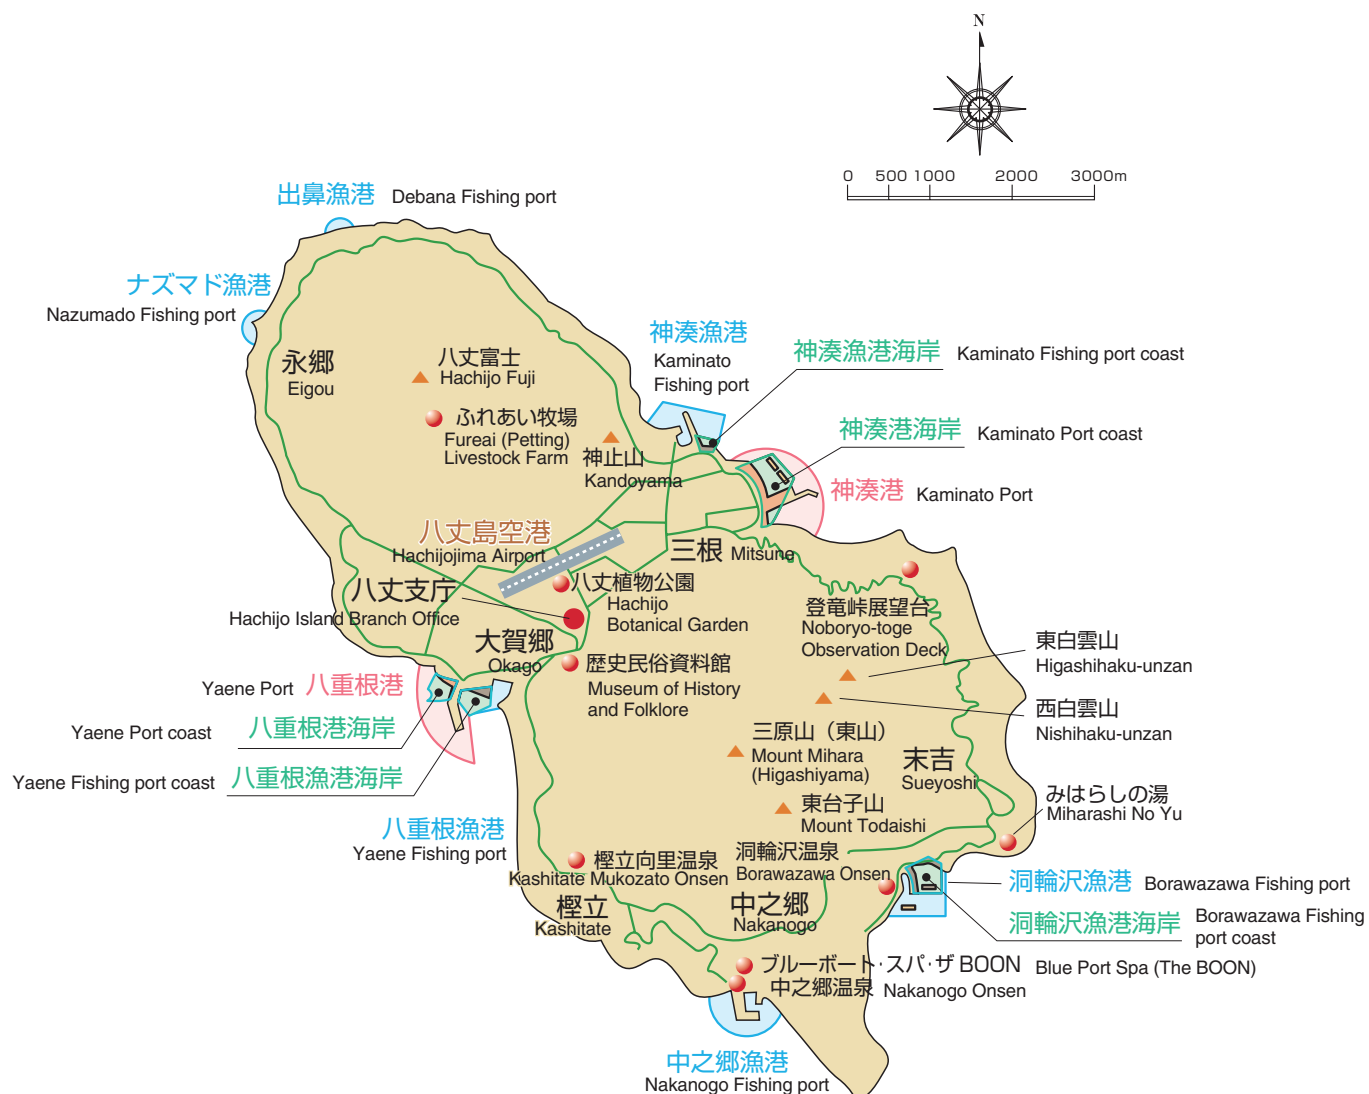 N
0 500 1000 2000 3000m
出鼻漁港 Debana Fishing port
ナズマド漁港
Nazumado Fishing port
神湊漁港
Kaminato
Fishing port
神湊漁港海岸 Kaminato Fishing port coast
永郷
Eigou
八丈富士
Hachijo Fuji
ふれあい牧場
Fureai (Petting)
Livestock Farm
神止山
Kandoyama
神湊港海岸 Kaminato Port coast
神湊港 Kaminato Port
八丈島空港
Hachijojima Airport
三根 Mitsune
八丈支庁
Hachijo Island Branch Office
八丈植物公園
Hachijo
Botanical Garden
登竜峠展望台
Noboryo-toge
Observation Deck
大賀郷
Okago
歴史民俗資料館
Museum of History
and Folklore
東白雲山
Higashihaku-unzan
西白雲山
Nishihaku-unzan
Yaene Port 八重根港
Yaene Port coast 八重根港海岸
Yaene Fishing port coast 八重根漁港海岸
三原山（東山）
Mount Mihara
(Higashiyama)
末吉
Sueyoshi
東台子山
Mount Todaishi
みはらしの湯
Miharashi No Yu
八重根漁港
Yaene Fishing port
樫立向里温泉
Kashitate Mukozato Onsen
洞輪沢温泉
Borawazawa Onsen
洞輪沢漁港 Borawazawa Fishing port
洞輪沢漁港海岸 Borawazawa Fishing
port coast
樫立
Kashitate
中之郷
Nakanogo
ブルーボート・スパ・ザ BOON Blue Port Spa (The BOON)
中之郷温泉 Nakanogo Onsen
中之郷漁港
Nakanogo Fishing port